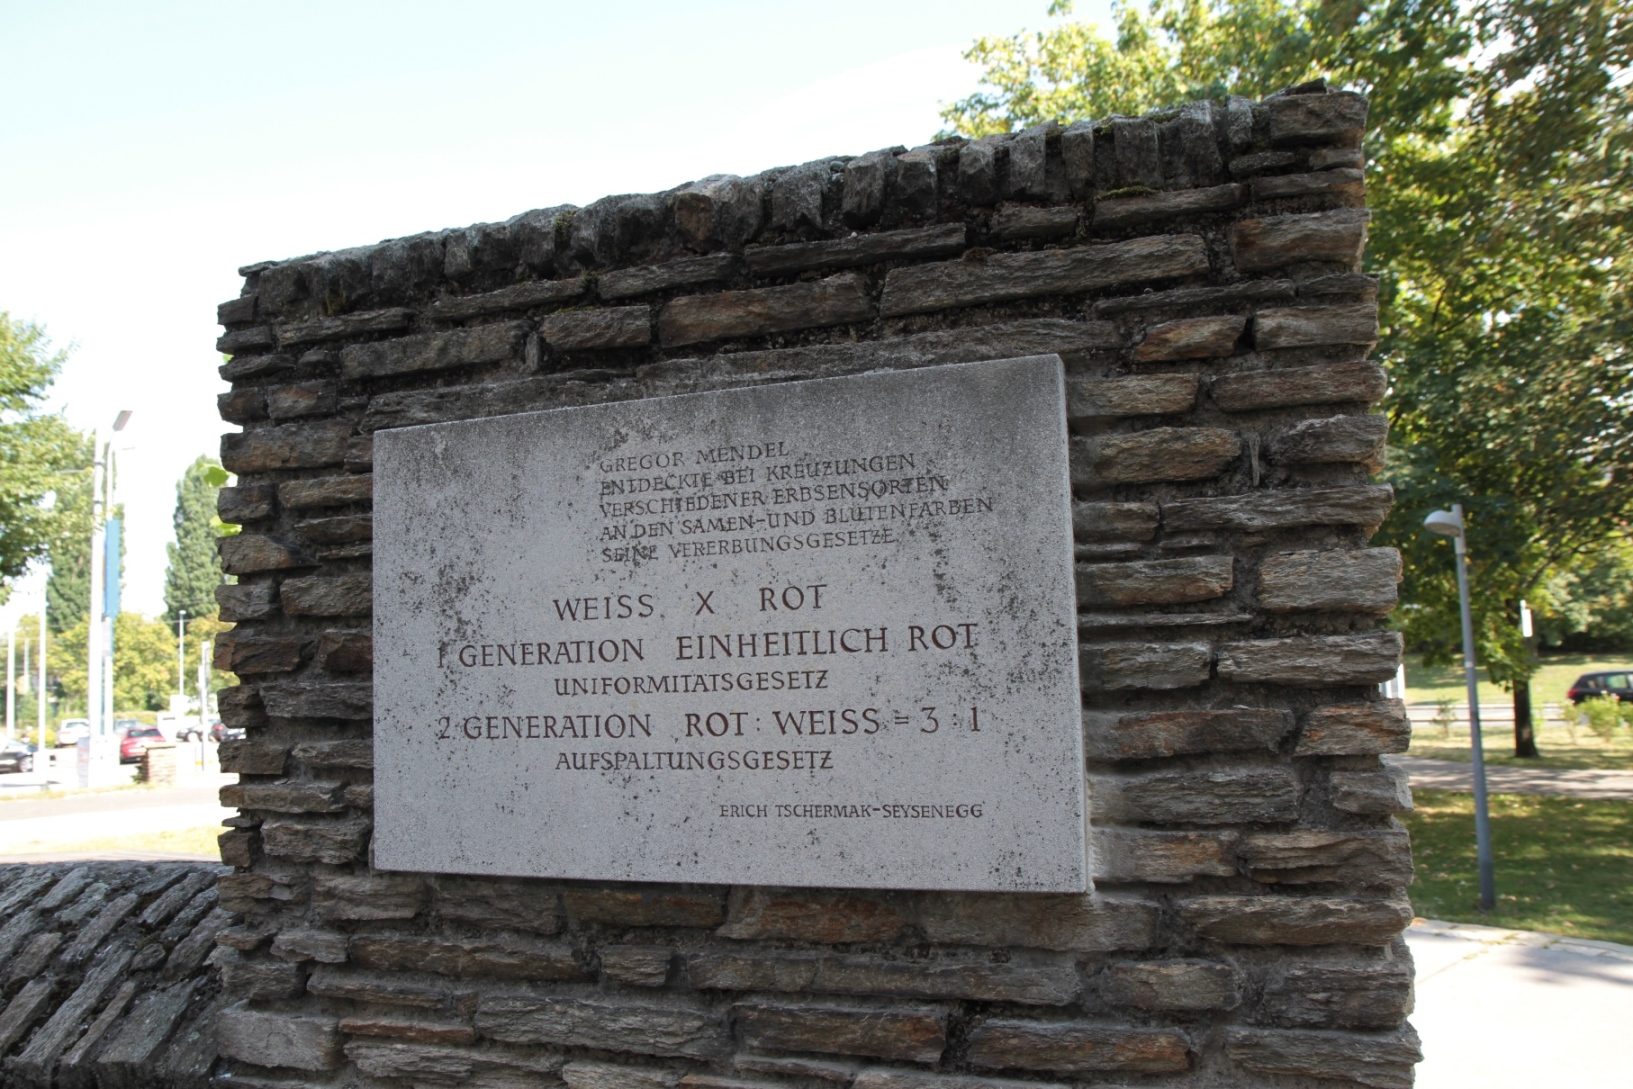 GREGOR MENDEL
ENTDECKTE BEI KREUZUNGEN
VERSCHIEDENER ERBSENSORTEN
AN DEN SAMEN-UND BLÜTENFARBEN
SEINE VERERBUNGSGESETZE.
WEISS X ROT
1 GENERATION EINHEITLICH ROT
UNIFORMITÄTSGESETZ
2 GENERATION ROT : WEISS = 3 : 1
AUFSPALTUNGSGESETZ
ERICH TSCHERMAK-SEYSENEGG